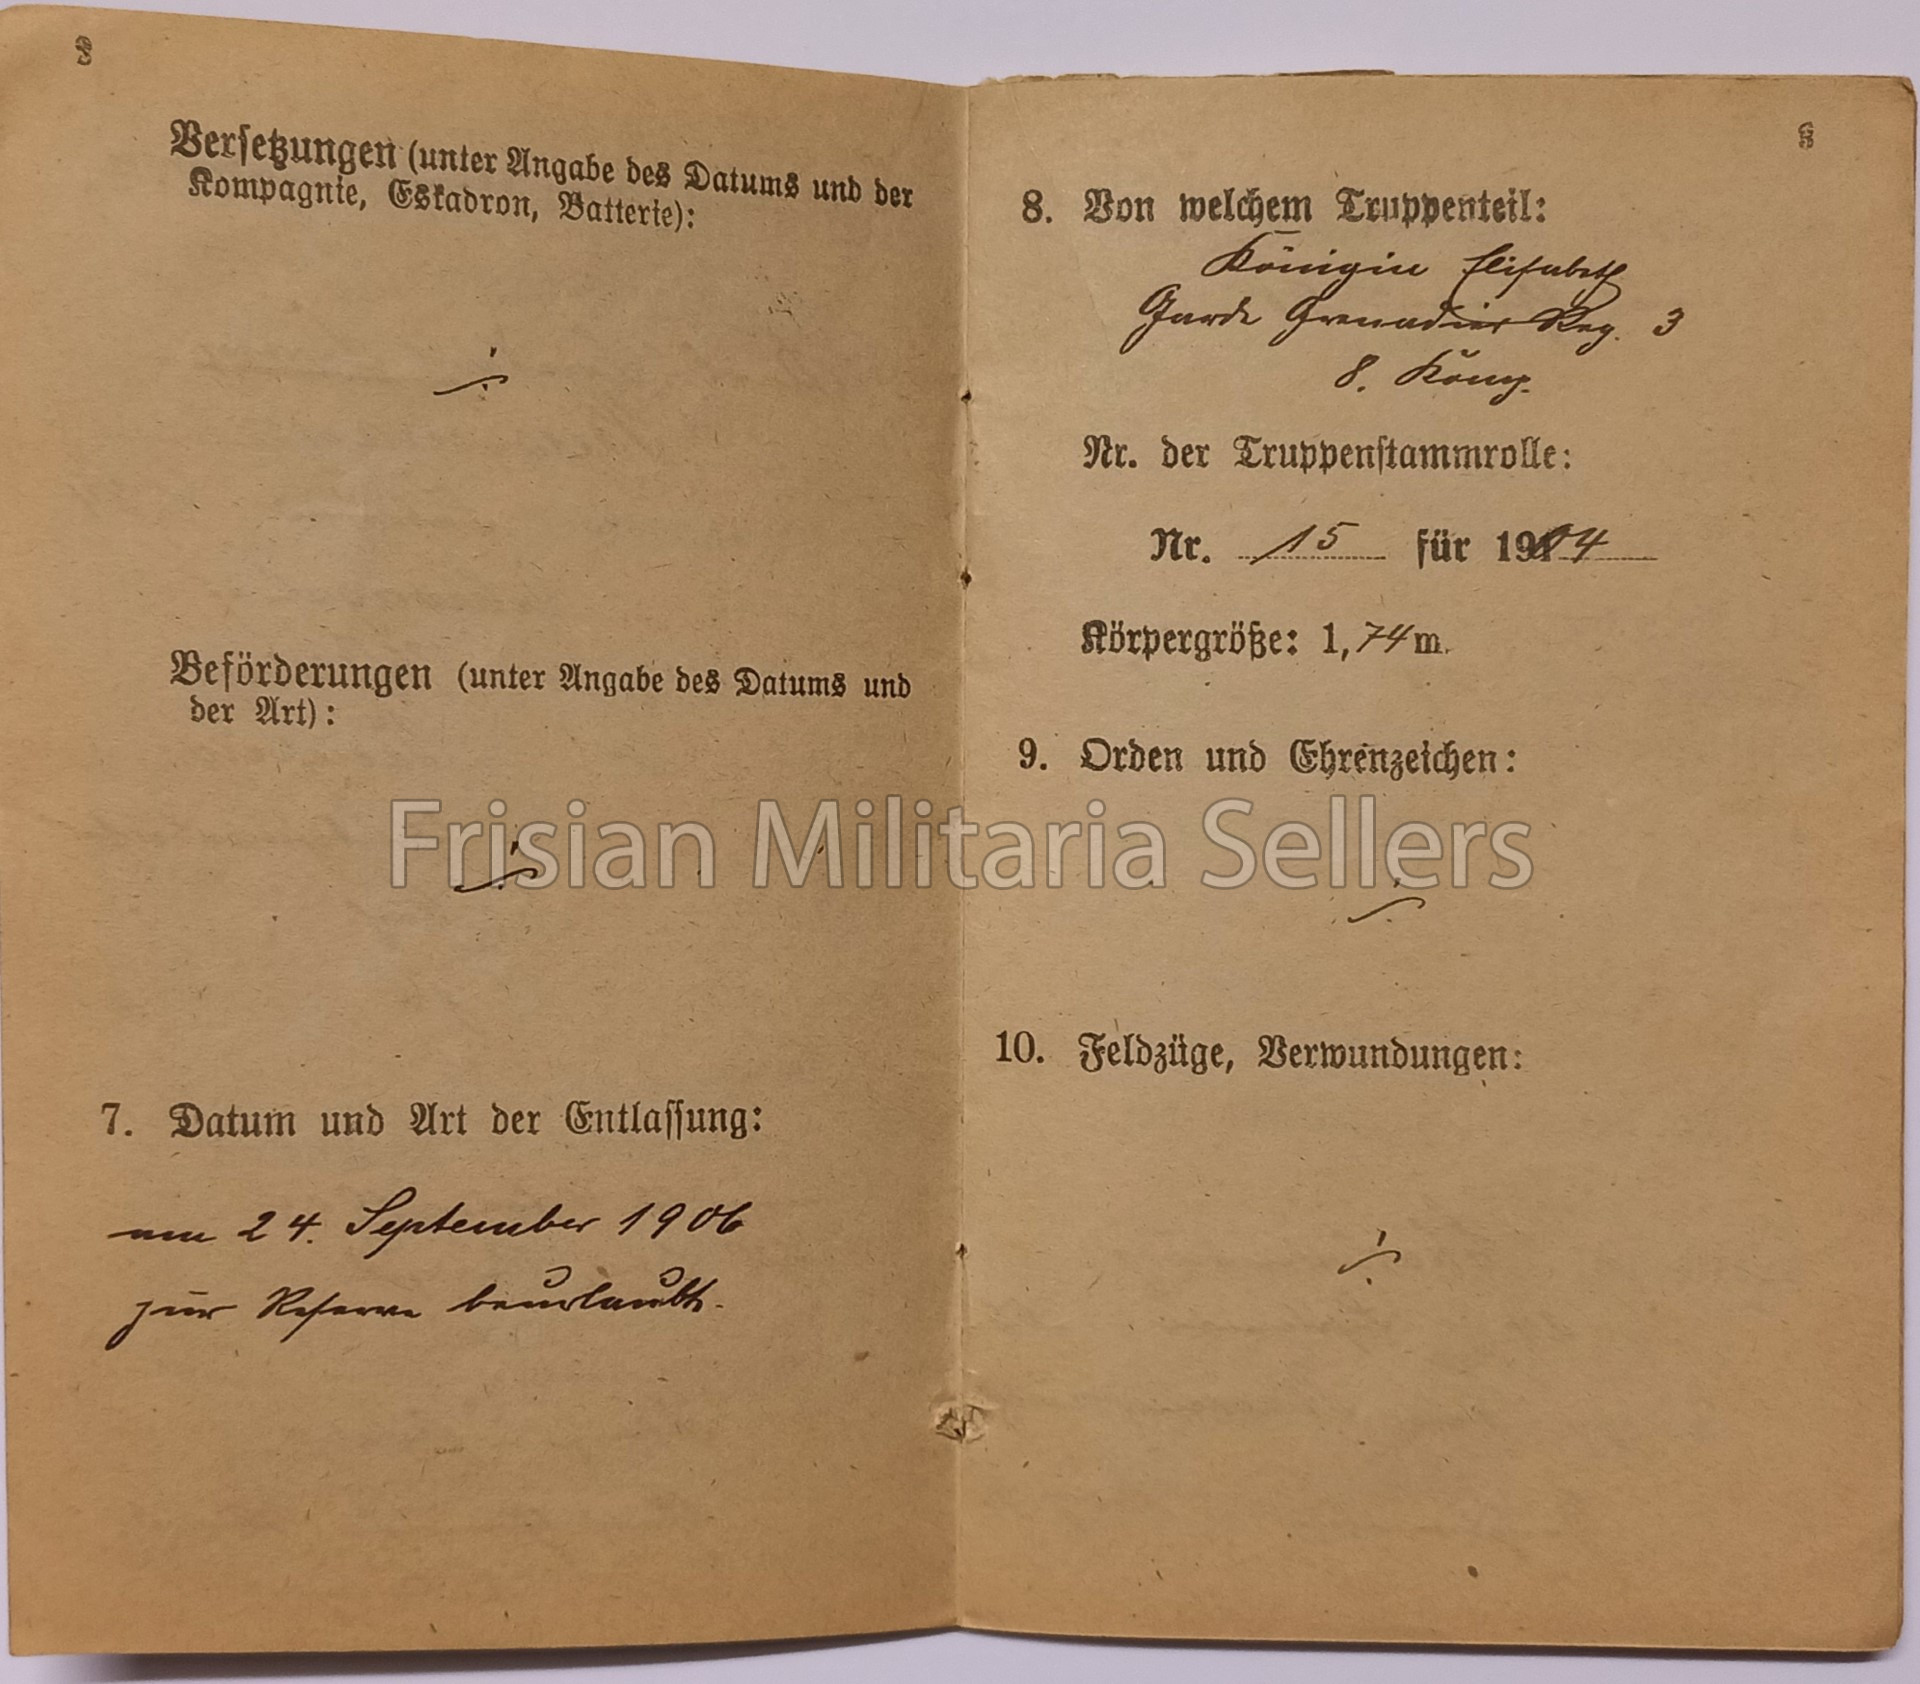 Versetzungen (unter Angabe des Datums und der
Kompagnie, Eskadron, Batterie):
Beförderungen (unter Angabe des Datums und
der Art):
7. Datum und Art der Entlassung:
am 24. September 1906
zur Reserve beurlaubt.
8. Von welchem Truppenteil:
Königin Elisabeth
Garde Grenadier Reg. 3
8. Komp.
Nr. der Truppenstammrolle:
Nr. 15 für 1904
Körpergröße: 1,74 m.
9. Orden und Ehrenzeichen:
10. Feldzüge, Verwundungen:
Frisian Militaria Sellers